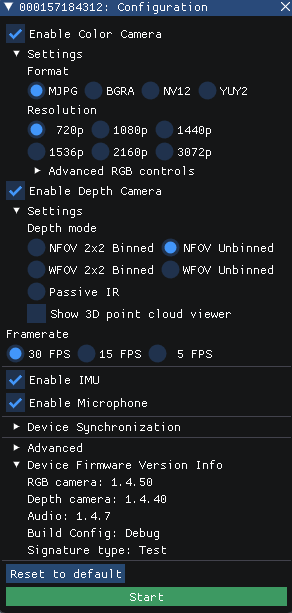 000157184312: Configuration
Enable Color Camera
Settings
Format
MJPG BGRA NV12 YUY2
Resolution
720p 1080p 1440p
1536p 2160p 3072p
Advanced RGB controls
Enable Depth Camera
Settings
Depth mode
NFOV 2x2 Binned NFOV Unbinned
WFOV 2x2 Binned WFOV Unbinned
Passive IR
Show 3D point cloud viewer
Framerate
30 FPS 15 FPS 5 FPS
Enable IMU
Enable Microphone
Device Synchronization
Advanced
Device Firmware Version Info
RGB camera: 1.4.50
Depth camera: 1.4.40
Audio: 1.4.7
Build Config: Debug
Signature type: Test
Reset to default
Start